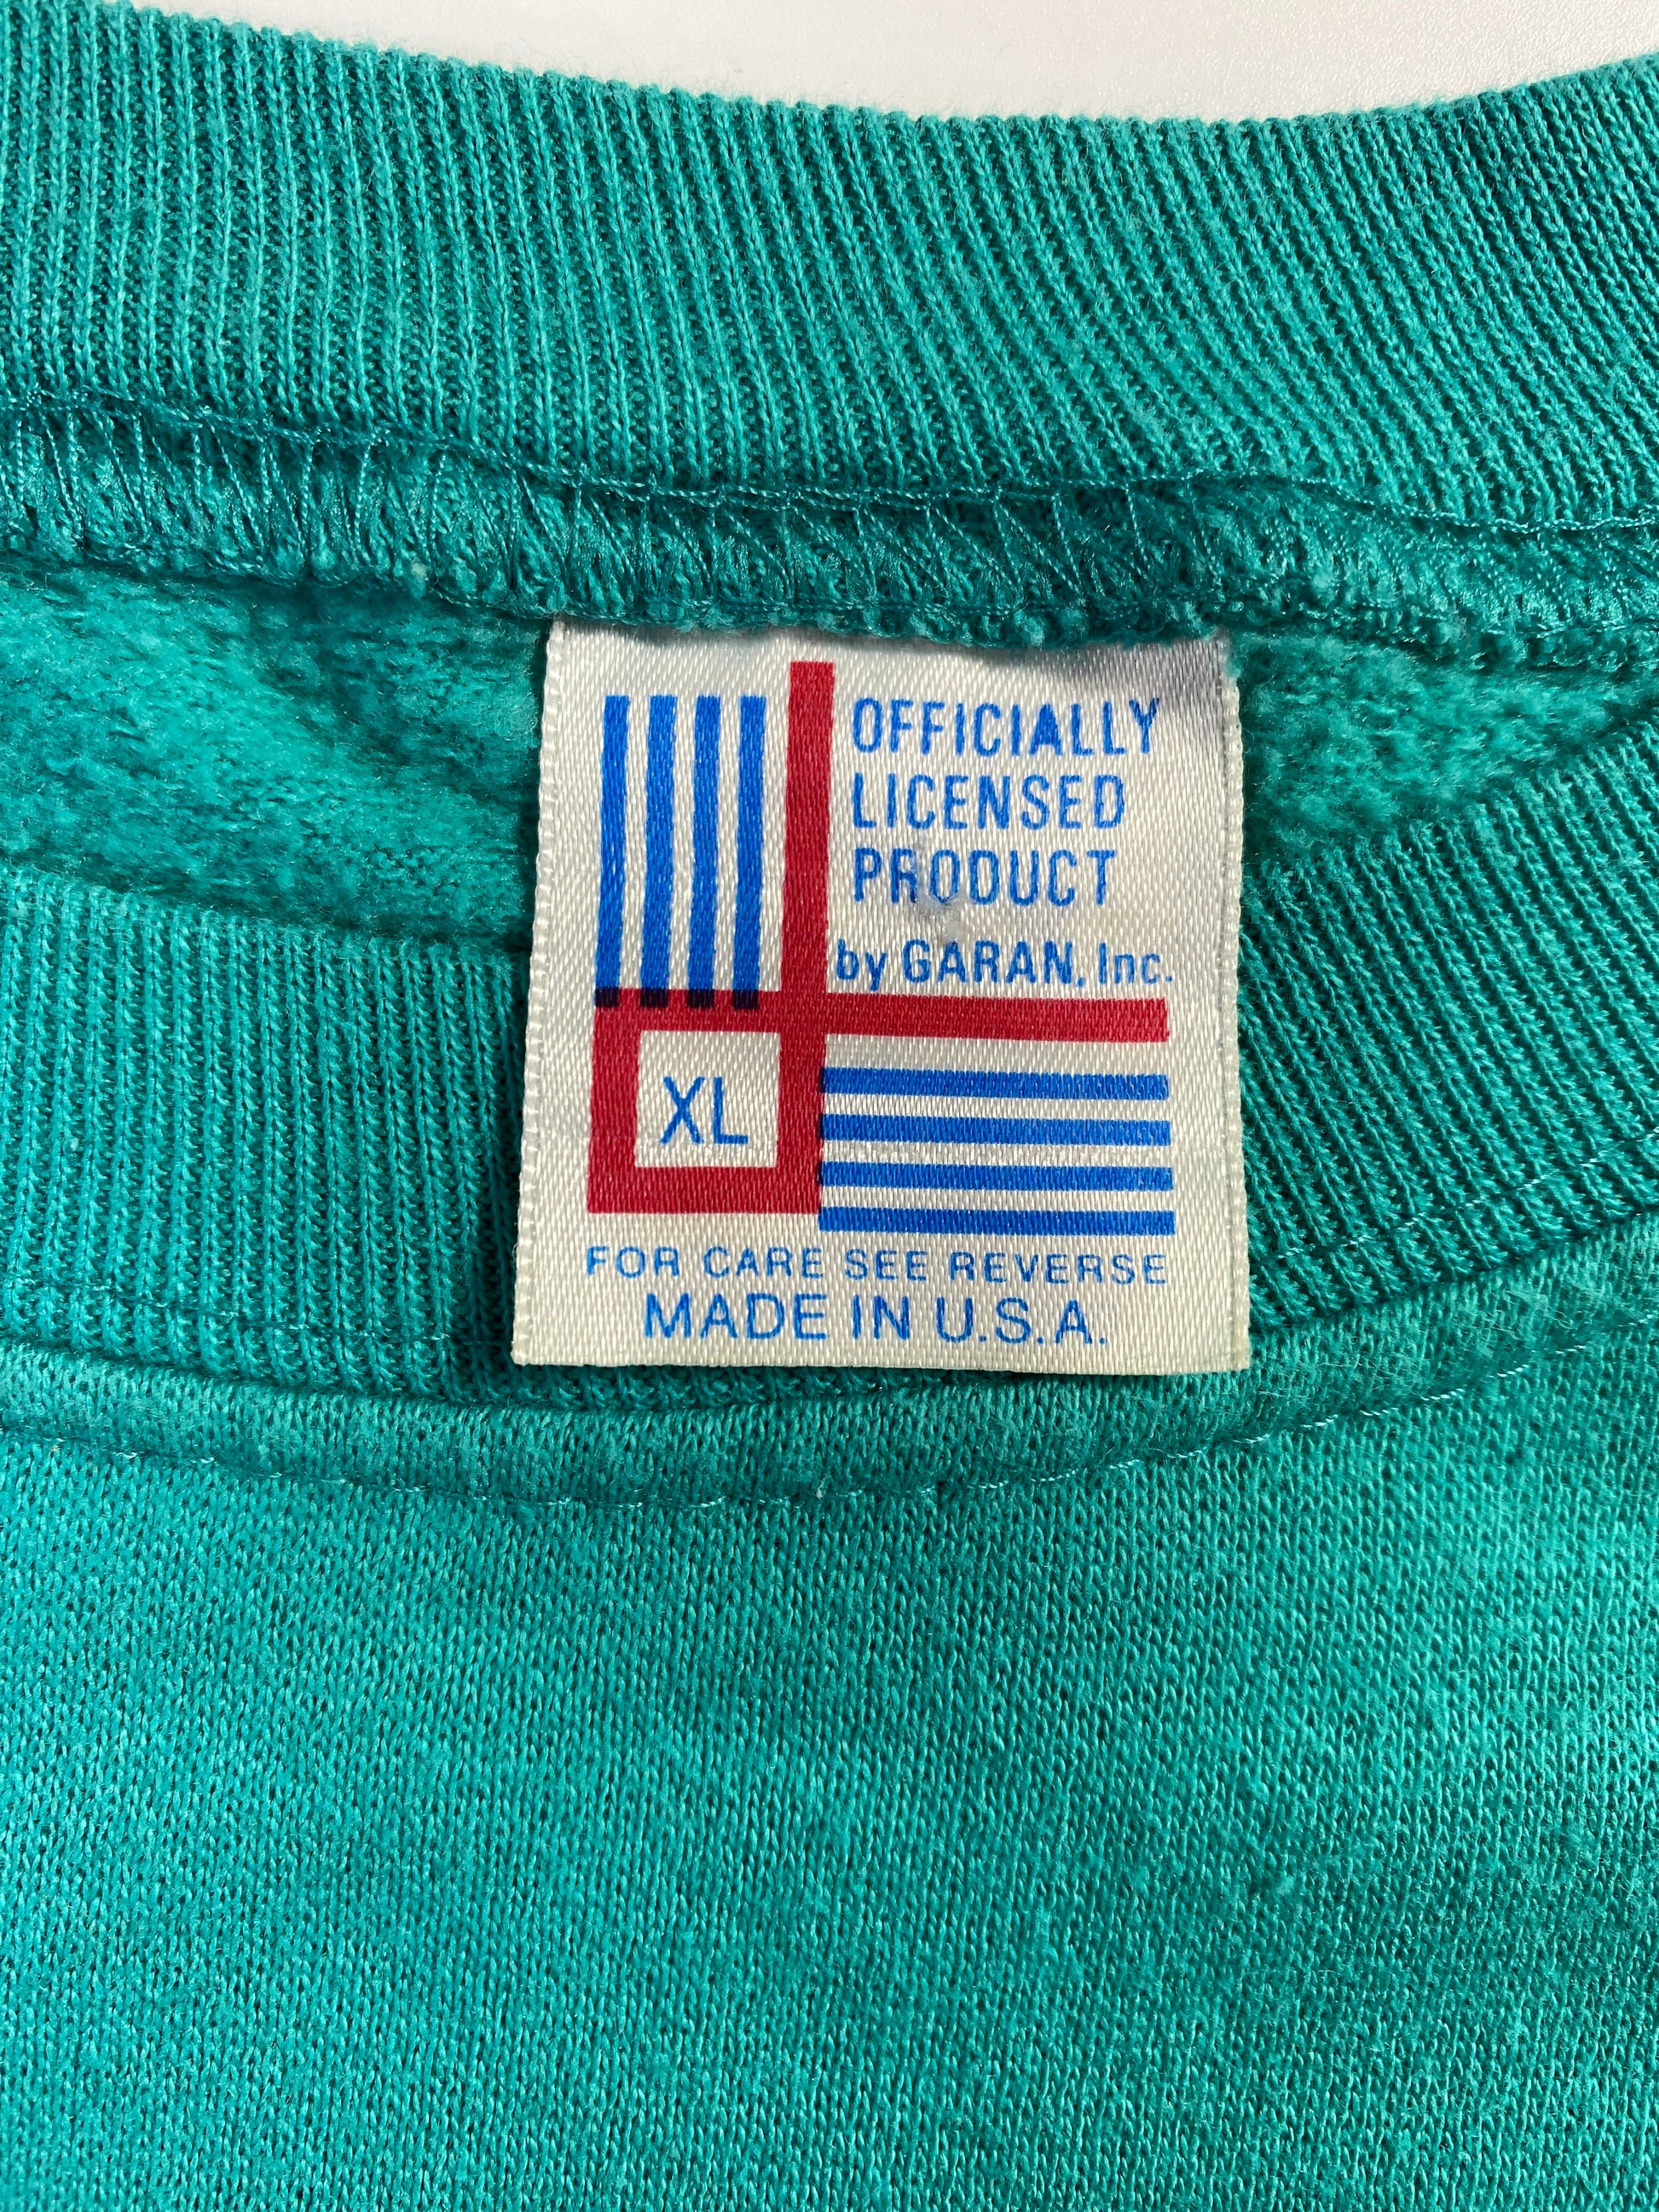 OFFICIALLY
LICENSED
PRODUCT
by GARAN, Inc.
XL
FOR CARE SEE REVERSE
MADE IN U.S.A.